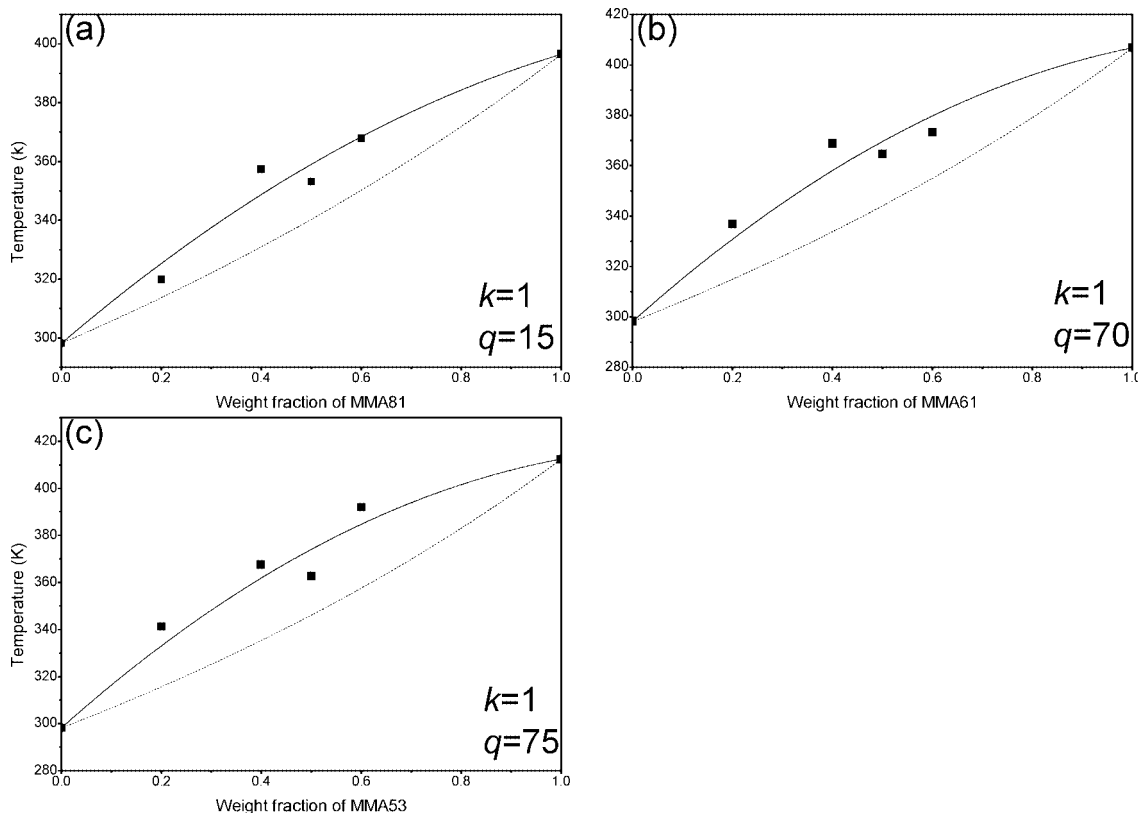 (a)
400
380
360
340
320
300
Temperature (k)
k=1
q=15
0.0 0.2 0.4 0.6 0.8 1.0
Weight fraction of MMA81
(b)
420
400
380
360
340
320
300
280
k=1
q=70
0.0 0.2 0.4 0.6 0.8 1.0
Weight fraction of MMA61
(c)
420
400
380
360
340
320
300
280
Temperature (K)
k=1
q=75
0.0 0.2 0.4 0.6 0.8 1.0
Weight fraction of MMA53